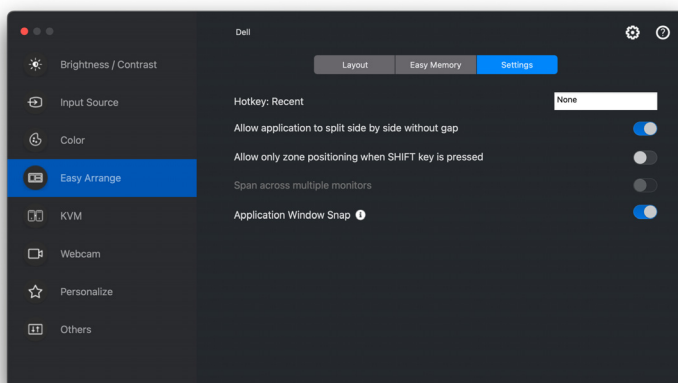 Dell
Brightness / Contrast
Input Source
Color
Easy Arrange
KVM
Webcam
Personalize
Others
Layout Easy Memory Settings
Hotkey: Recent None
Allow application to split side by side without gap
Allow only zone positioning when SHIFT key is pressed
Span across multiple monitors
Application Window Snap